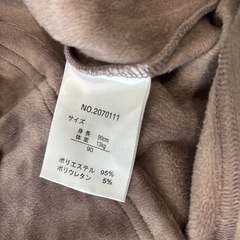 NO.2070111
サイズ
身長 90cm
体重 13kg
90
ポリエステル 95%
ポリウレタン 5%